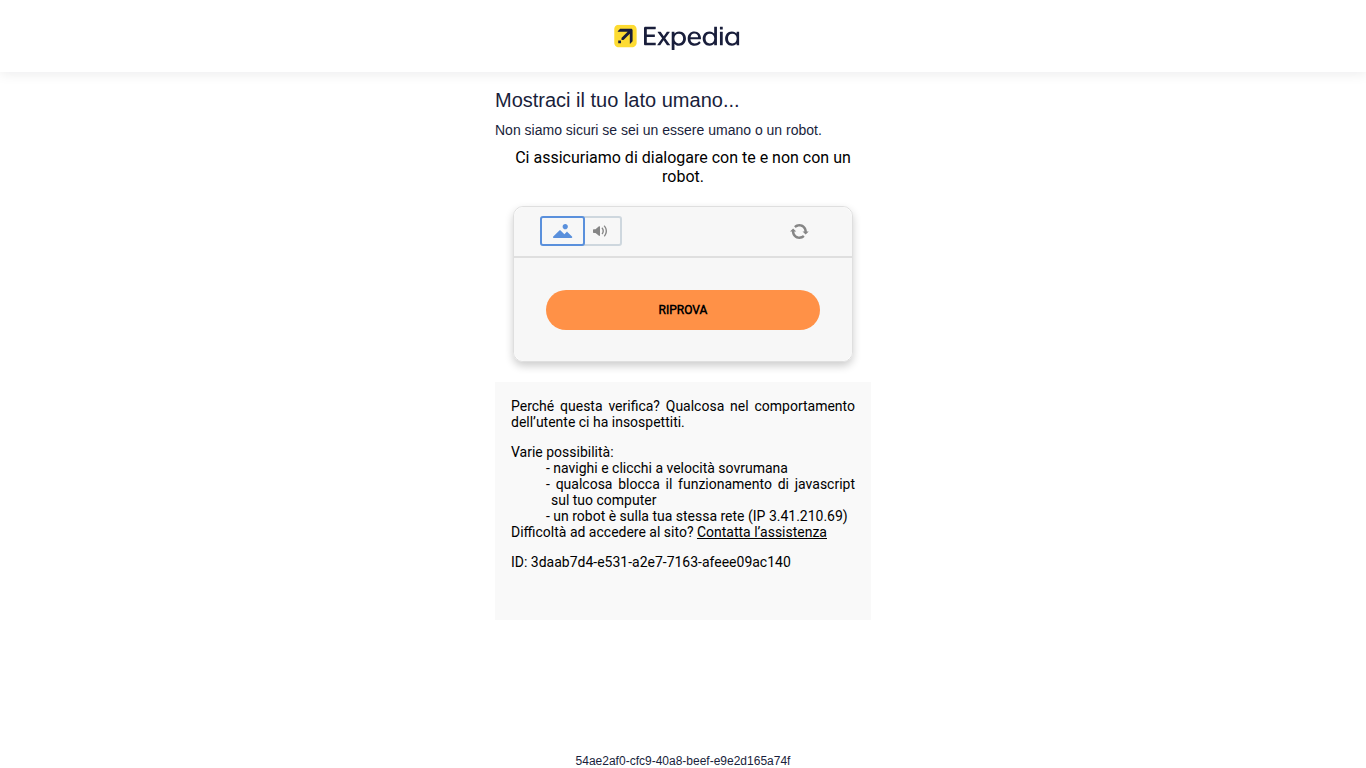 Expedia
Mostraci il tuo lato umano...
Non siamo sicuri se sei un essere umano o un robot.
Ci assicuriamo di dialogare con te e non con un
robot.
RIPROVA
Perché questa verifica? Qualcosa nel comportamento
dell'utente ci ha insospettiti.
Varie possibilità:
- navighi e clicchi a velocità sovrumana
- qualcosa blocca il funzionamento di javascript
sul tuo computer
- un robot è sulla tua stessa rete (IP 3.41.210.69)
Difficoltà ad accedere al sito? Contatta l'assistenza
ID: 3daab7d4-e531-a2e7-7163-afeee09ac140
54ae2af0-cfc9-40a8-beef-e9e2d165a74f